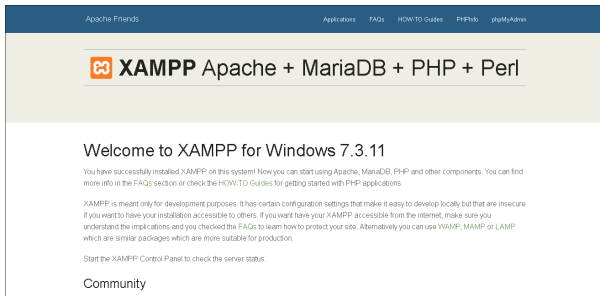 Apache Friends
Applications FAQs HOW-TO Guides PHPInfo phpMyAdmin
XAMPP Apache + MariaDB + PHP + Perl
Welcome to XAMPP for Windows 7.3.11
You have successfully installed XAMPP on this system! Now you can start using Apache, MariaDB, PHP and other components. You can
find more info in the FAQs section or check the HOW-TO Guides for getting started with PHP applications.
XAMPP is meant only for development purposes. It has certain configuration settings that make it easy to develop locally but that are insecure
if you want to have your installation accessible to others. If you want have your XAMPP accessible from the internet, make sure you
understand the implications and you checked the FAQs to learn how to protect your site. Alternatively you can use WAMP, MAMP or LAMP
which are similar packages which are more suitable for production.
Start the XAMPP Control Panel to check the server status.
Community